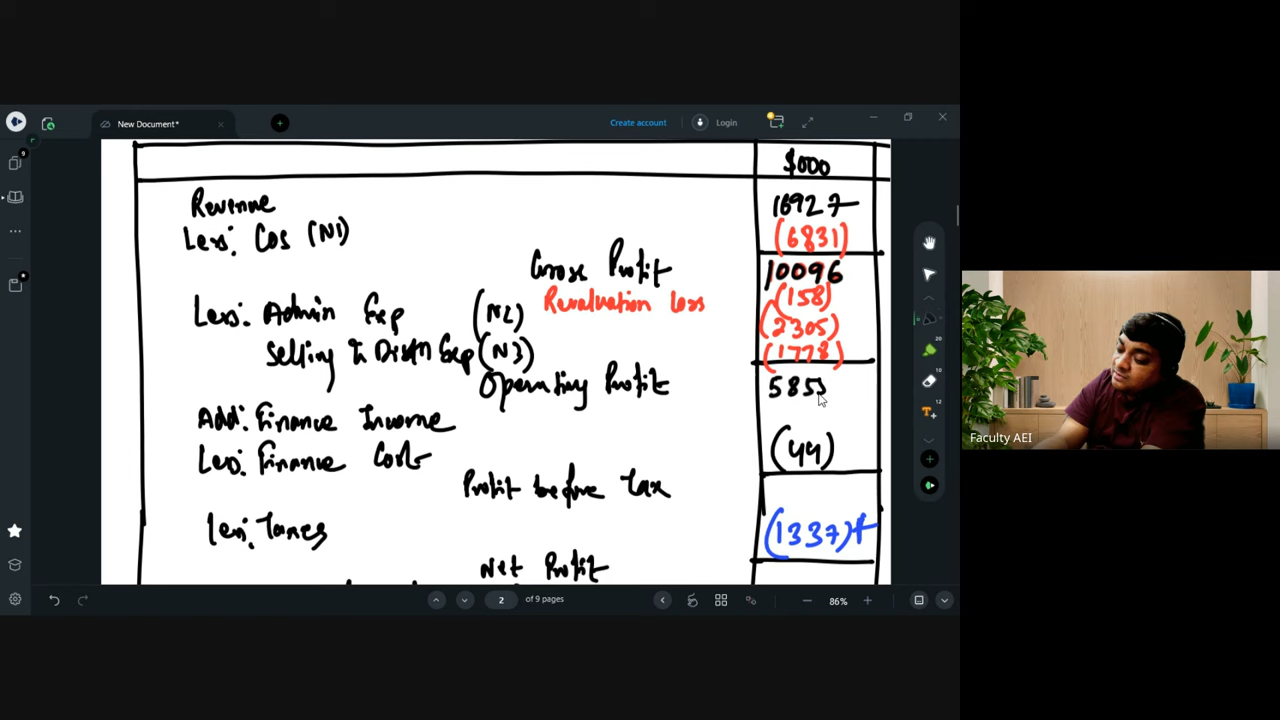 New Document*
Create account
Login
$000
Revenue 16927
Less: Cos (N1) (6831)
Gross Profit 10096
Revaluation Loss (158)
Less: Admin Exp (N2) (2305)
Selling & Distn Exp (N3) (1778)
Operating Profit 5855
Add: Finance Income
Less: Finance Cost (44)
Profit before Tax
Less: Taxes (1337)
Net Profit
2 of 9 pages
86%
Faculty AEI